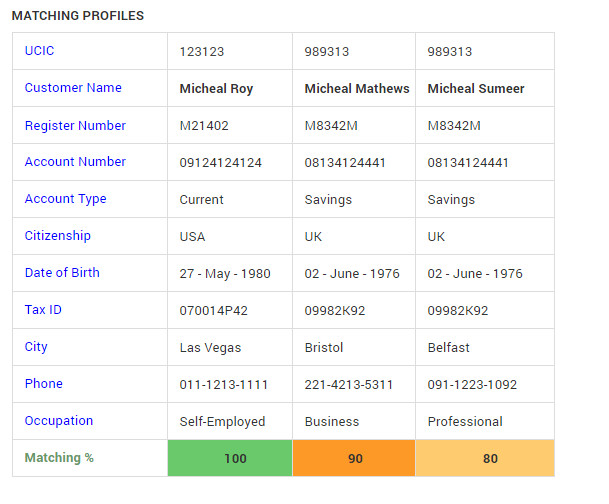 MATCHING PROFILES
UCIC 123123 989313 989313
Customer Name Micheal Roy Micheal Mathews Micheal Sumeer
Register Number M21402 M8342M M8342M
Account Number 09124124124 08134124441 08134124441
Account Type Current Savings Savings
Citizenship USA UK UK
Date of Birth 27 - May - 1980 02 - June - 1976 02 - June - 1976
Tax ID 070014P42 09982K92 09982K92
City Las Vegas Bristol Belfast
Phone 011-1213-1111 221-4213-5311 091-1223-1092
Occupation Self-Employed Business Professional
Matching % 100 90 80